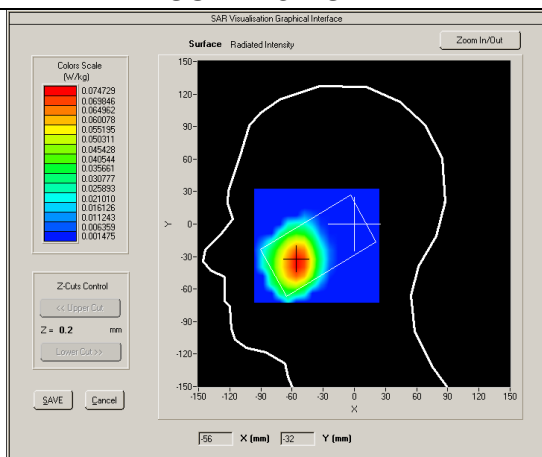 SAR Visualisation Graphical Interface
Surface Radiated Intensity
Zoom In/Out
Colors Scale
(W/kg)
0.074729
0.069846
0.064962
0.060078
0.055195
0.050311
0.045428
0.040544
0.035661
0.030777
0.025893
0.021010
0.016126
0.011243
0.006359
0.001475
Z-Cuts Control
<< Upper Cut
Z = 0.2 mm
Lower Cut >>
SAVE Cancel
150
120
90
60
30
0
-30
-60
-90
-120
-150
Y
-150 -120 -90 -60 -30 0 30 60 90 120 150
X
-56 X (mm) -32 Y (mm)